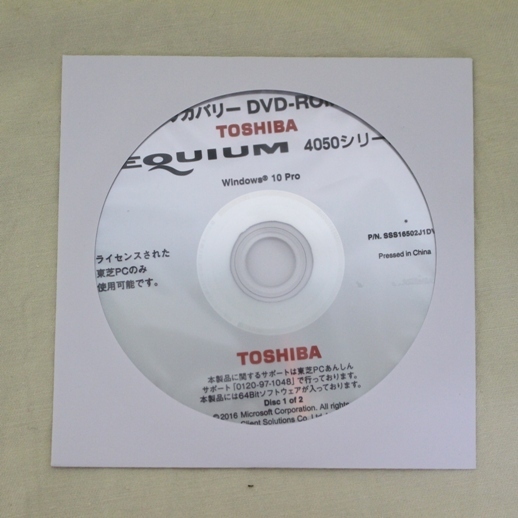 カバリー DVD-RO
TOSHIBA
EQUIUM 4050シリー
Windows® 10 Pro
P/N. SSS16502J1DV
Pressed in China
ライセンスされた
東芝PCのみ
使用可能です。
TOSHIBA
本製品に関するサポートは東芝PCあんしん
サポート「0120-97-1048」で行っております。
本製品には64Bitソフトウェアが入っております。
Disc 1 of 2
©2016 Microsoft Corporation. All rights
Client Solutions Co.